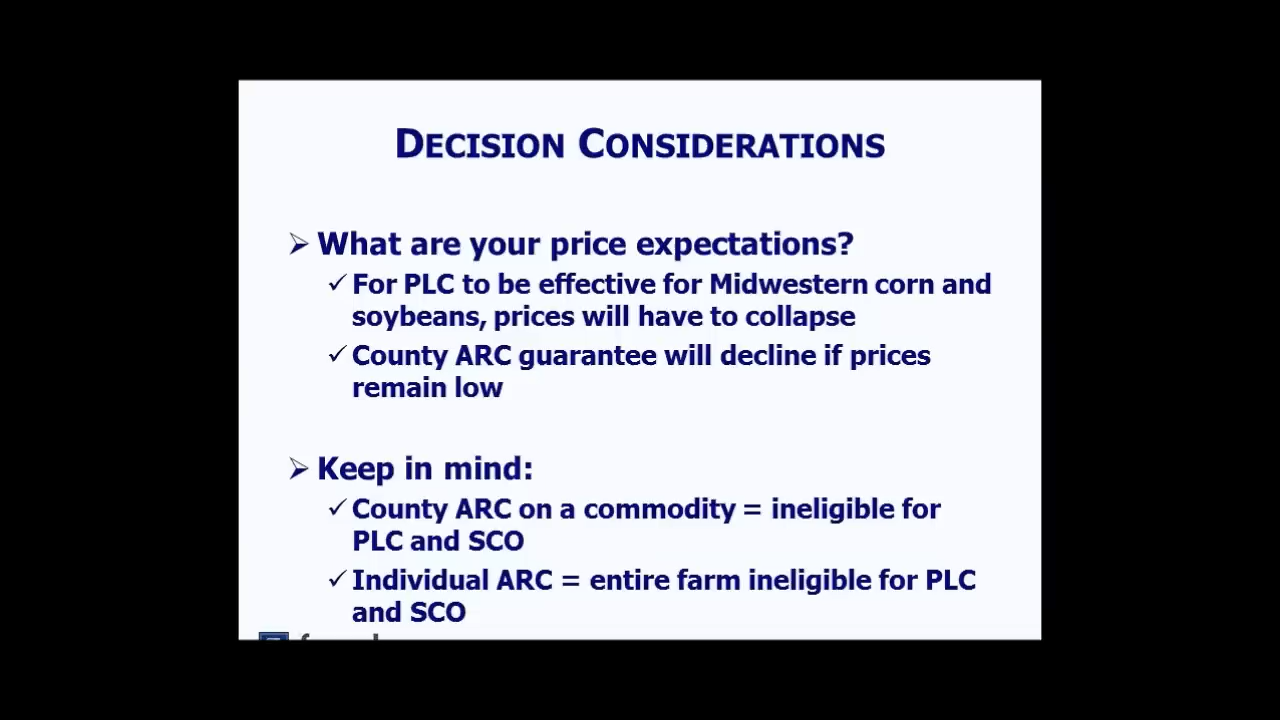 DECISION CONSIDERATIONS
What are your price expectations?
For PLC to be effective for Midwestern corn and
soybeans, prices will have to collapse
County ARC guarantee will decline if prices
remain low
Keep in mind:
County ARC on a commodity = ineligible for
PLC and SCO
Individual ARC = entire farm ineligible for PLC
and SCO